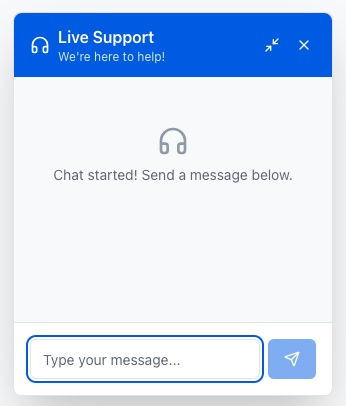 Live Support
We're here to help!
Chat started! Send a message below.
Type your message...